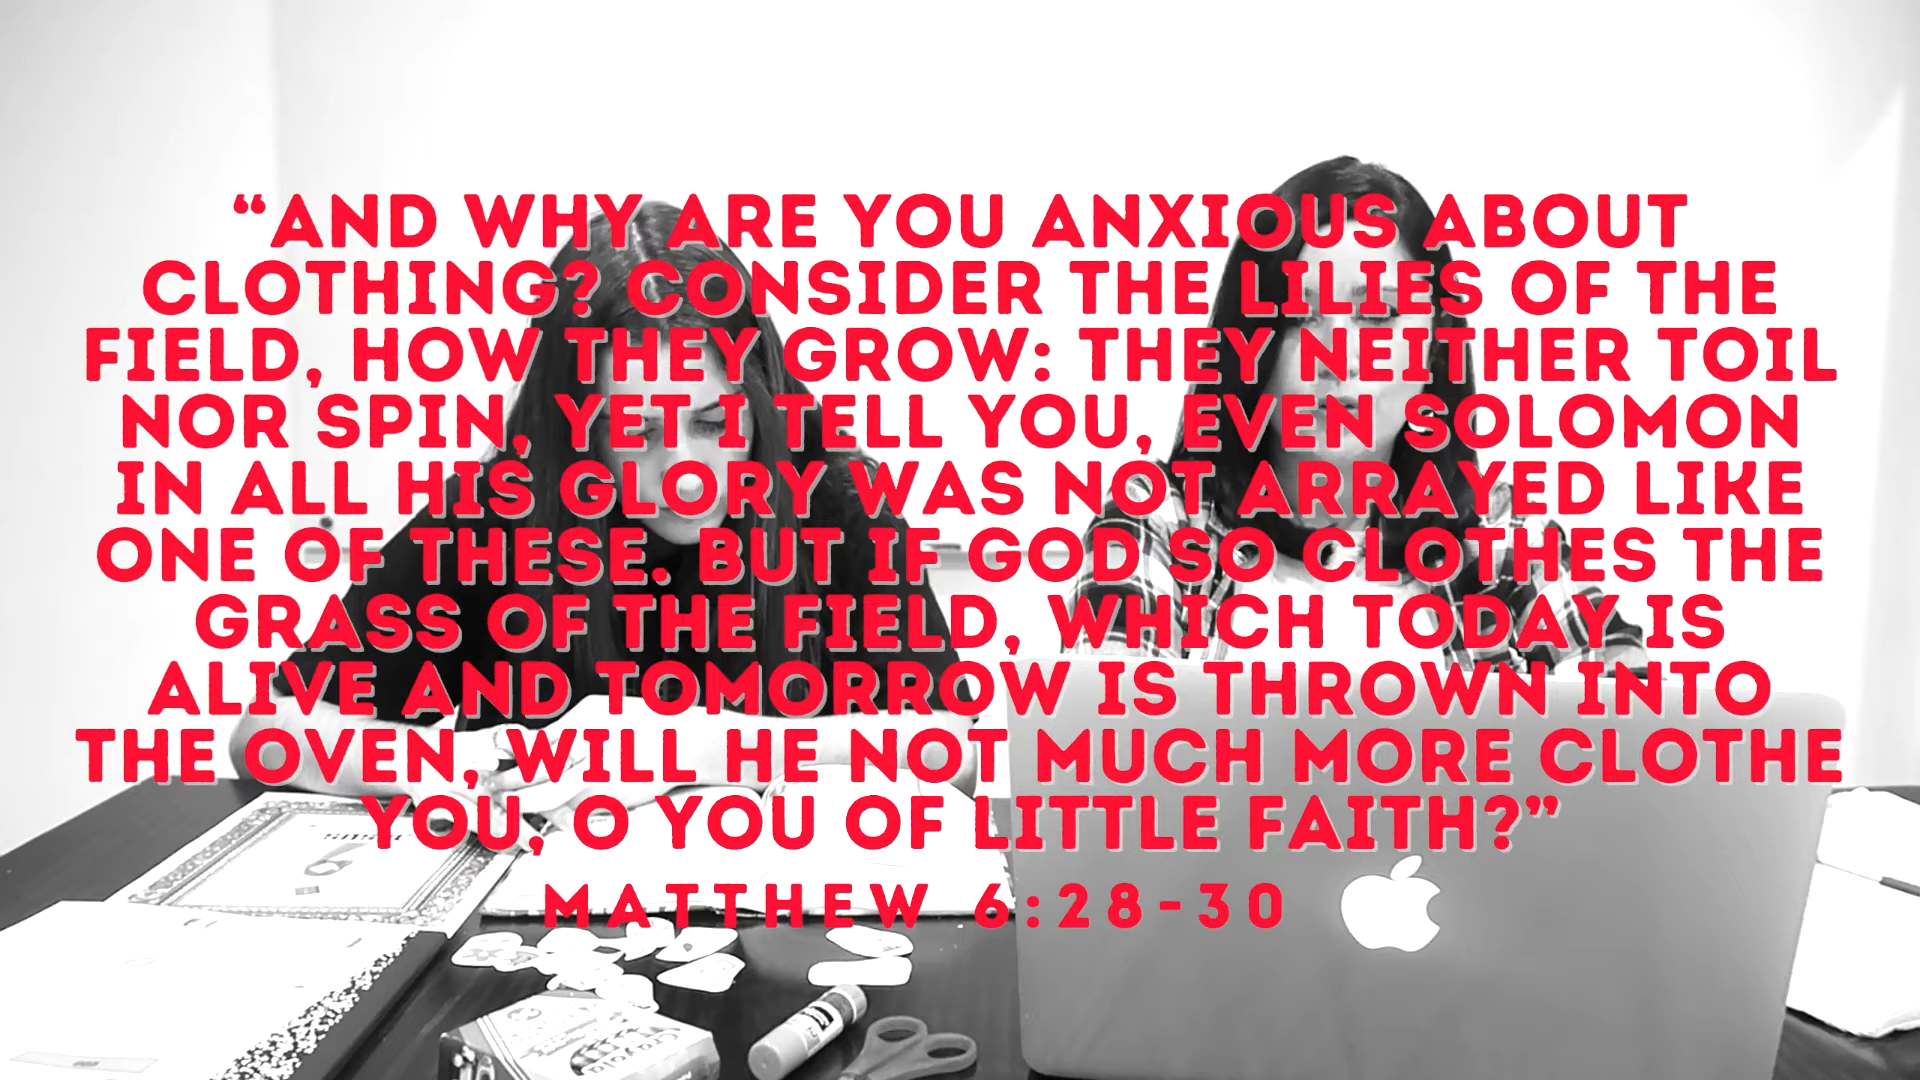 “AND WHY ARE YOU ANXIOUS ABOUT
CLOTHING? CONSIDER THE LILIES OF THE
FIELD, HOW THEY GROW: THEY NEITHER TOIL
NOR SPIN, YET I TELL YOU, EVEN SOLOMON
IN ALL HIS GLORY WAS NOT ARRAYED LIKE
ONE OF THESE. BUT IF GOD SO CLOTHES THE
GRASS OF THE FIELD, WHICH TODAY IS
ALIVE AND TOMORROW IS THROWN INTO
THE OVEN, WILL HE NOT MUCH MORE CLOTHE
YOU, O YOU OF LITTLE FAITH?”
MATTHEW 6:28-30
Crayola